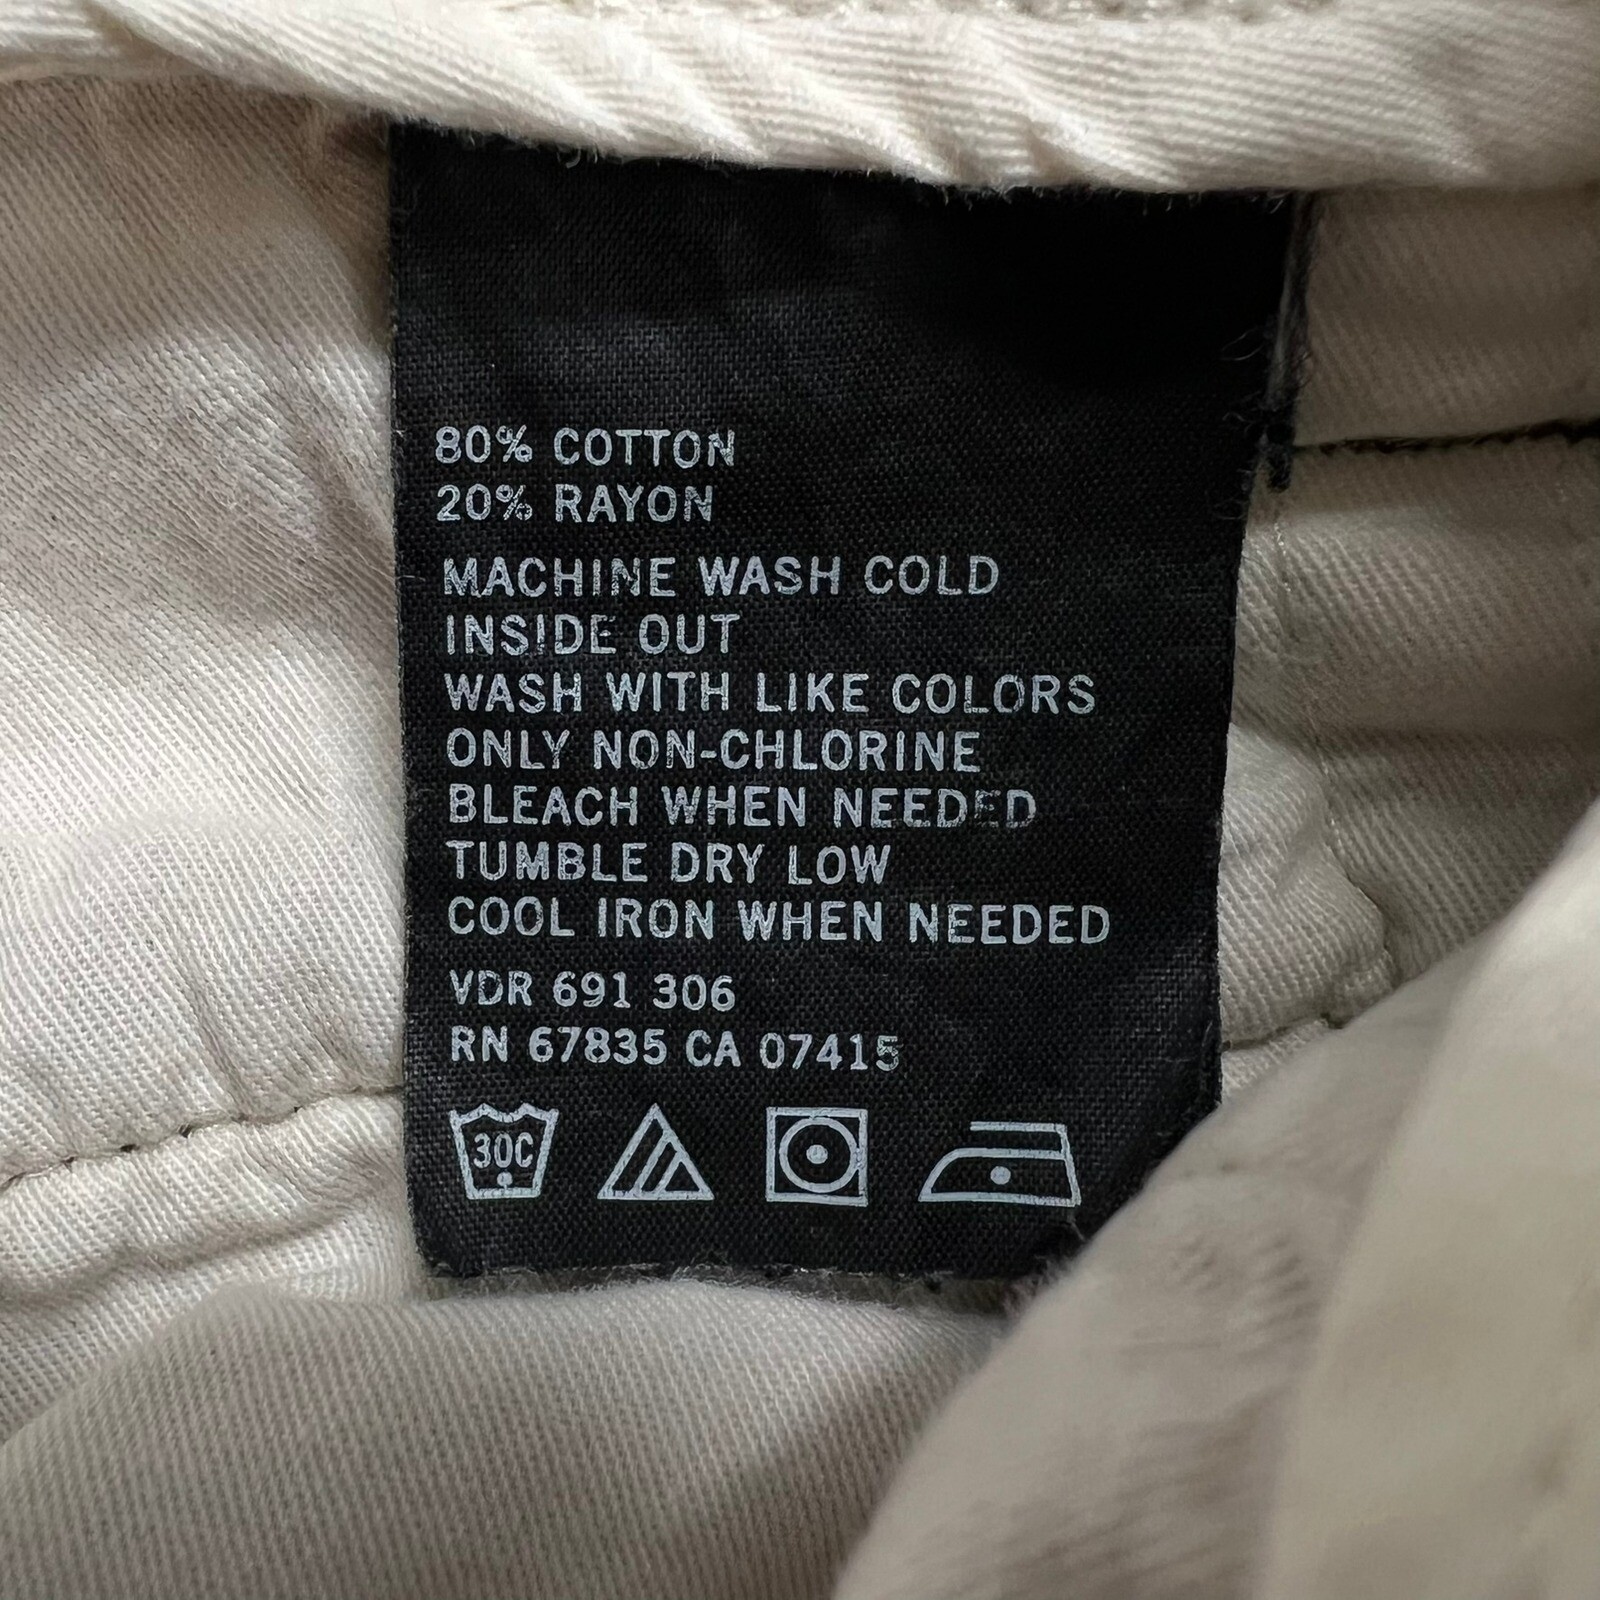 80% COTTON
20% RAYON
MACHINE WASH COLD
INSIDE OUT
WASH WITH LIKE COLORS
ONLY NON-CHLORINE
BLEACH WHEN NEEDED
TUMBLE DRY LOW
COOL IRON WHEN NEEDED
VDR 691 306
RN 67835 CA 07415
30C